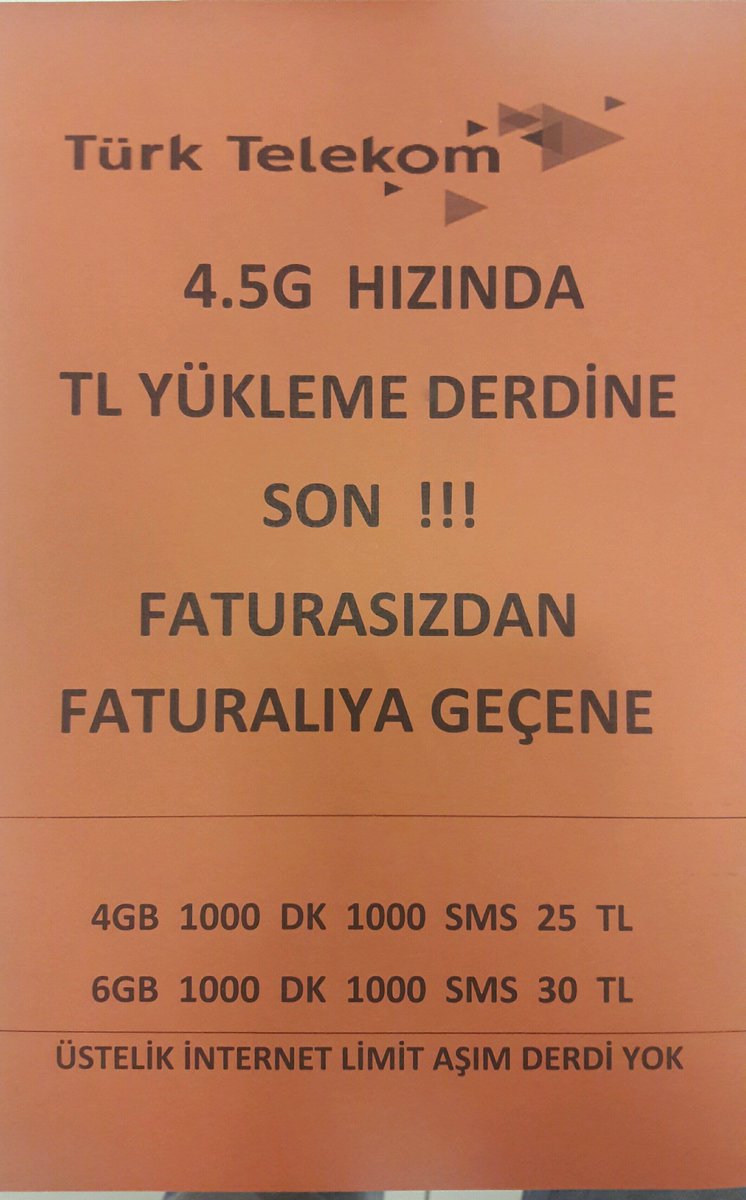 Türk Telekom
4.5G HIZINDA
TL YÜKLEME DERDİNE
SON !!!
FATURASIZDAN
FATURALIYA GEÇENE
4GB 1000 DK 1000 SMS 25 TL
6GB 1000 DK 1000 SMS 30 TL
ÜSTELİK İNTERNET LİMİT AŞIM DERDİ YOK